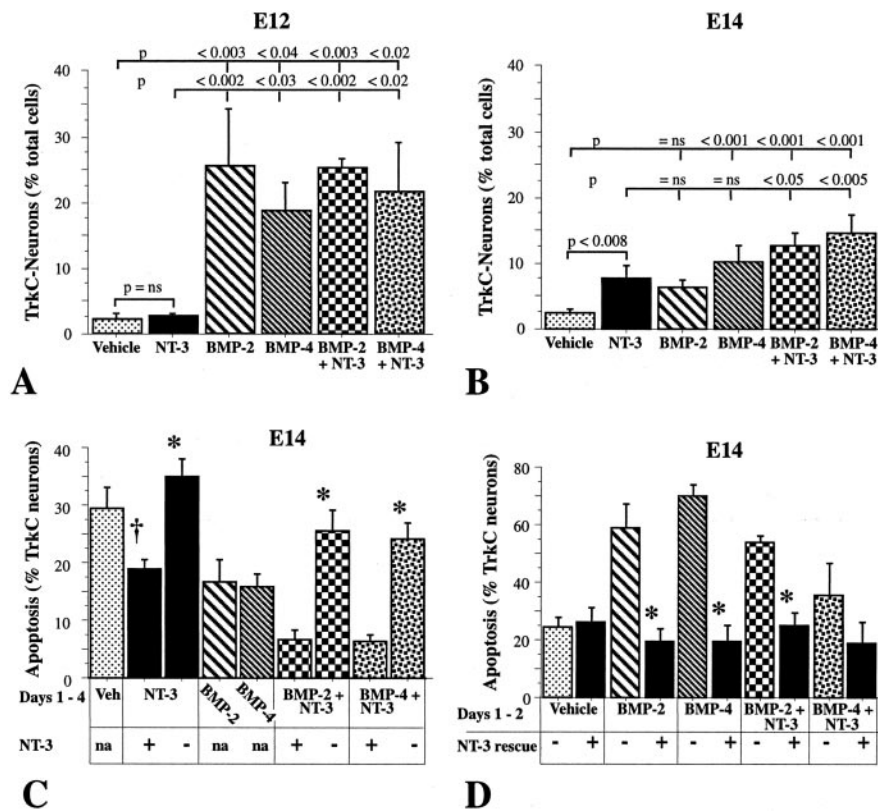 E12
p < 0.003 < 0.04 < 0.003 < 0.02
p < 0.002 < 0.03 < 0.002 < 0.02
40
30
20
10
0
TrkC-Neurons (% total cells)
p = ns
Vehicle NT-3 BMP-2 BMP-4 BMP-2 + NT-3 BMP-4 + NT-3
A
E14
40
30
20
10
0
TrkC-Neurons (% total cells)
p = ns < 0.001 < 0.001 < 0.001
p = ns = ns < 0.05 < 0.005
p < 0.008
Vehicle NT-3 BMP-2 BMP-4 BMP-2 + NT-3 BMP-4 + NT-3
B
E14
40
30
20
10
0
Apoptosis (% TrkC neurons)
† * * *
Days 1 - 4 Veh NT-3 BMP-2 BMP-4 BMP-2 + NT-3 BMP-4 + NT-3
NT-3 na + - na na + - + -
C
E14
80
60
40
20
0
Apoptosis (% TrkC neurons)
* * *
Days 1 - 2 Vehicle BMP-2 BMP-4 BMP-2 + NT-3 BMP-4 + NT-3
NT-3 rescue - + - + - + - + - +
D